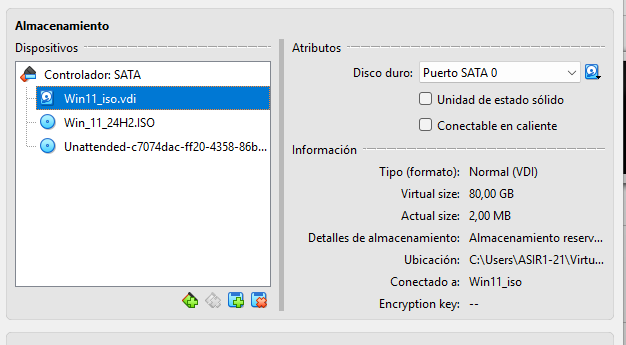 Almacenamiento
Dispositivos
Controlador: SATA
Win11_iso.vdi
Win_11_24H2.ISO
Unattended-c7074dac-ff20-4358-86b...
Atributos
Disco duro: Puerto SATA 0
Unidad de estado sólido
Conectable en caliente
Información
Tipo (formato): Normal (VDI)
Virtual size: 80,00 GB
Actual size: 2,00 MB
Detalles de almacenamiento: Almacenamiento reserv...
Ubicación: C:\Users\ASIR1-21\Virtu...
Conectado a: Win11_iso
Encryption key: --